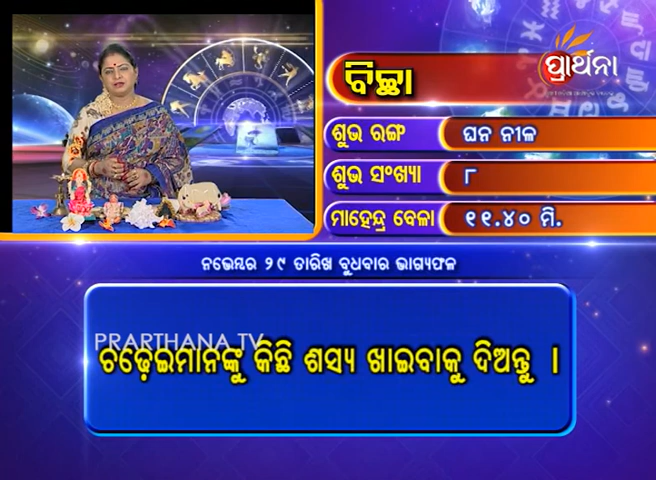 ବିଚ୍ଛା
ପ୍ରାର୍ଥନା
ଶୁଭ ରଙ୍ଗ
ଘନ ନୀଳ
ଶୁଭ ସଂଖ୍ୟା
୮
ମାହେନ୍ଦ୍ର ବେଳା
୧୧.୪୦ ମି.
ନଭେମ୍ବର ୨୯ ତାରିଖ ବୁଧବାର ଭାଗ୍ୟଫଳ
PRARTHANA TV
ଚଢ଼େଇମାନଙ୍କୁ କିଛି ଶସ୍ୟ ଖାଇବାକୁ ଦିଅନ୍ତୁ ।